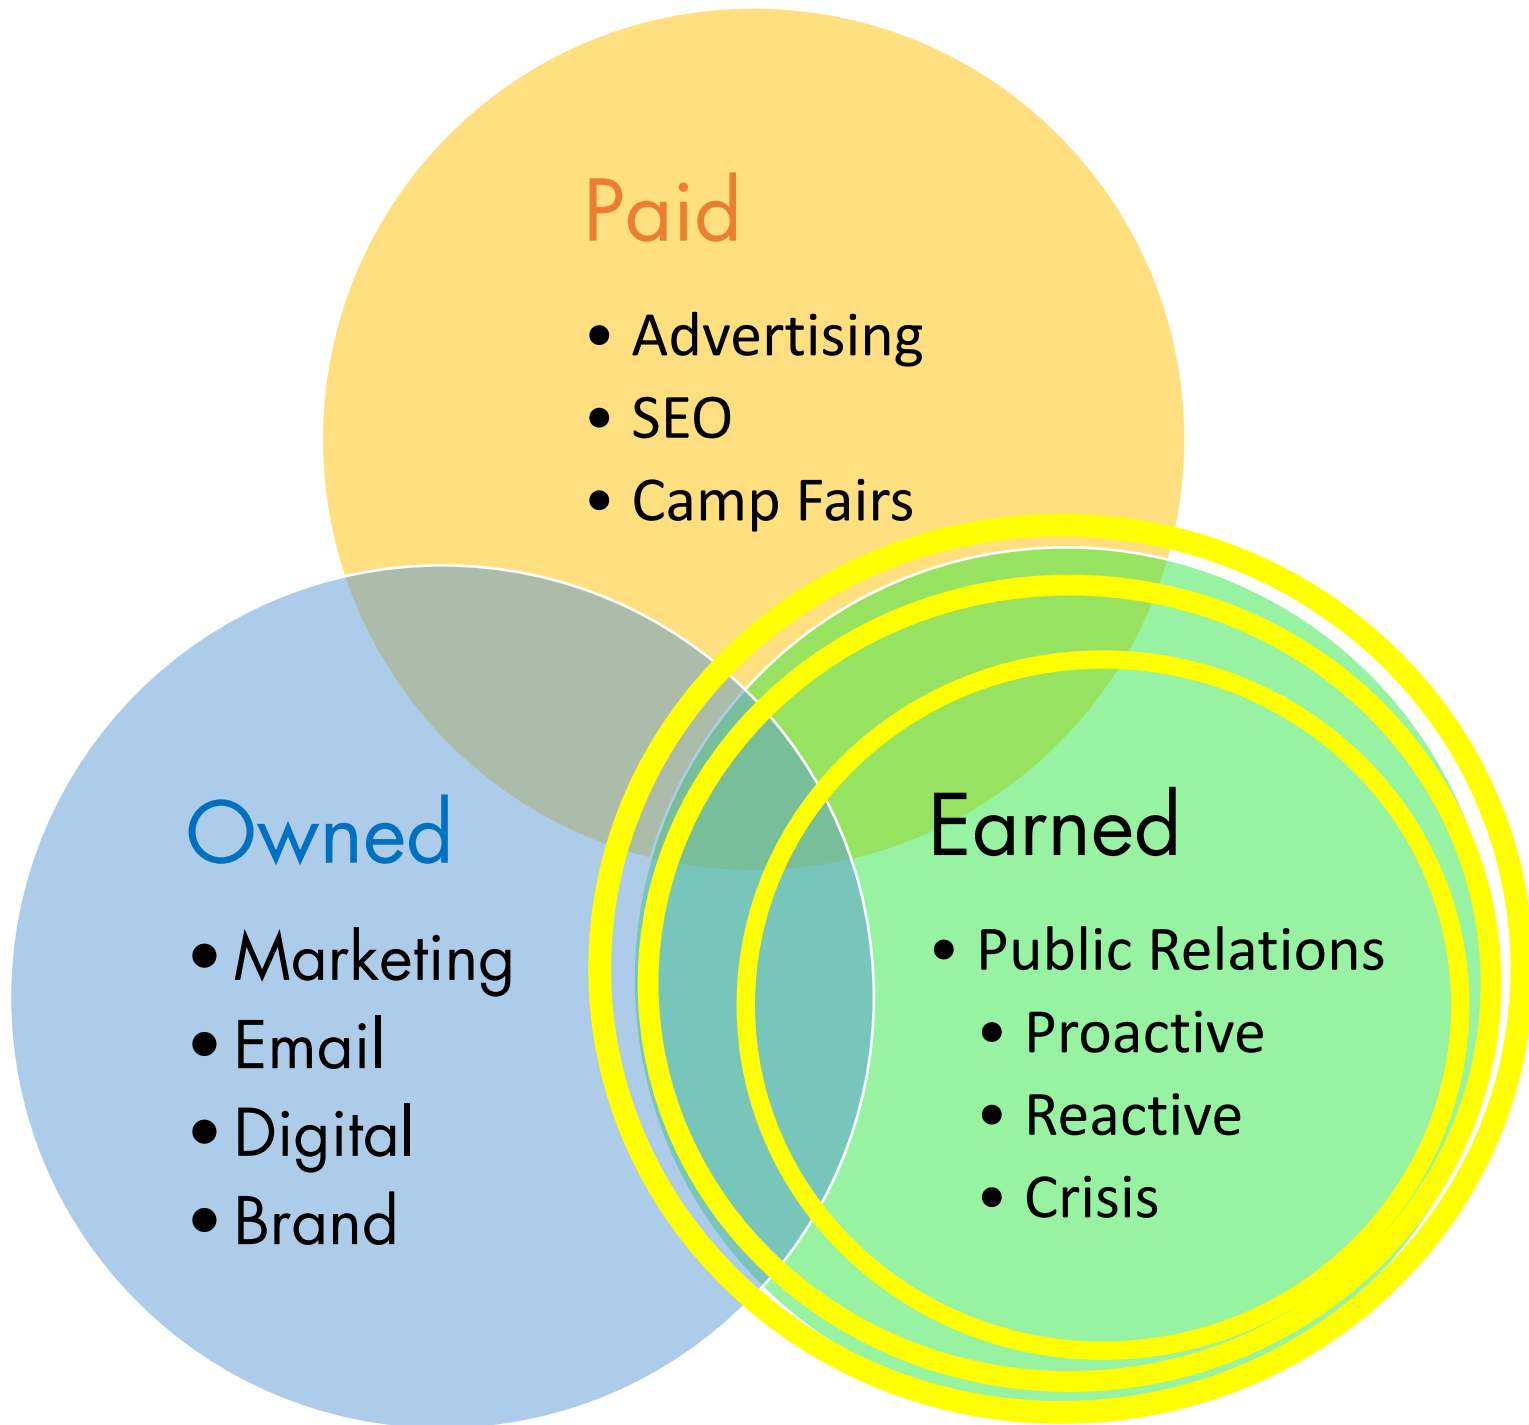 Paid
• Advertising
• SEO
• Camp Fairs
Owned
• Marketing
• Email
• Digital
• Brand
Earned
• Public Relations
• Proactive
• Reactive
• Crisis